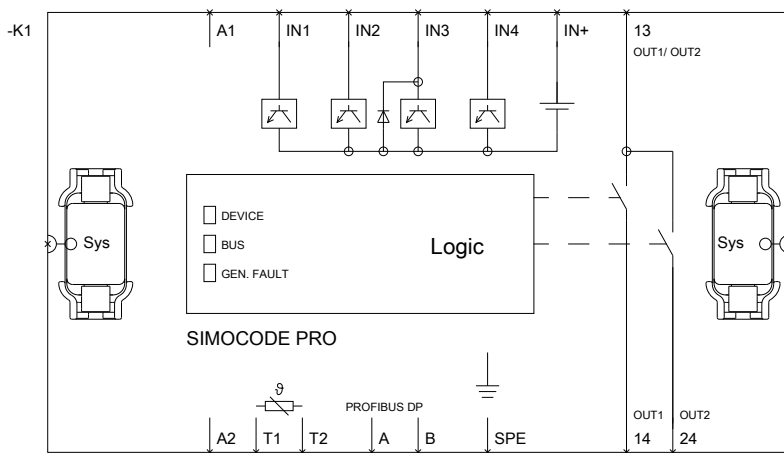 -K1
A1 IN1 IN2 IN3 IN4 IN+ 13
OUT1/ OUT2
DEVICE
Sys BUS Logic Sys
GEN. FAULT
SIMOCODE PRO
ϑ
PROFIBUS DP
OUT1 OUT2
A2 T1 T2 A B SPE 14 24